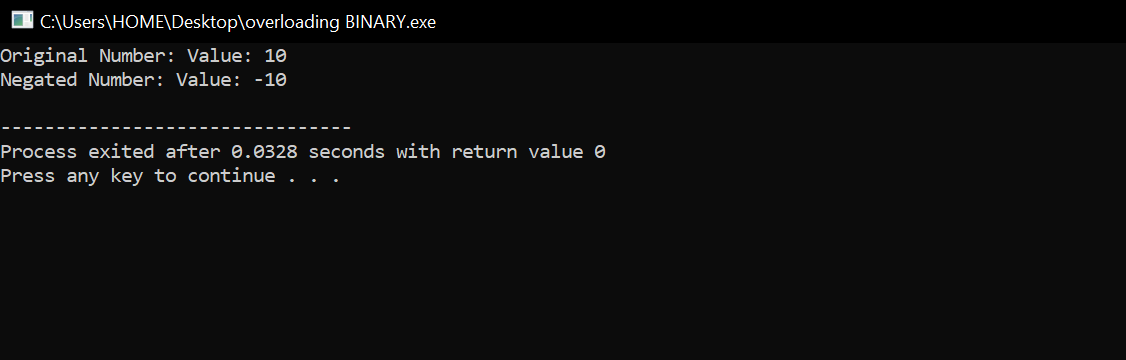 C:\Users\HOME\Desktop\overloading BINARY.exe
Original Number: Value: 10
Negated Number: Value: -10
--------------------------------
Process exited after 0.0328 seconds with return value 0
Press any key to continue . . .